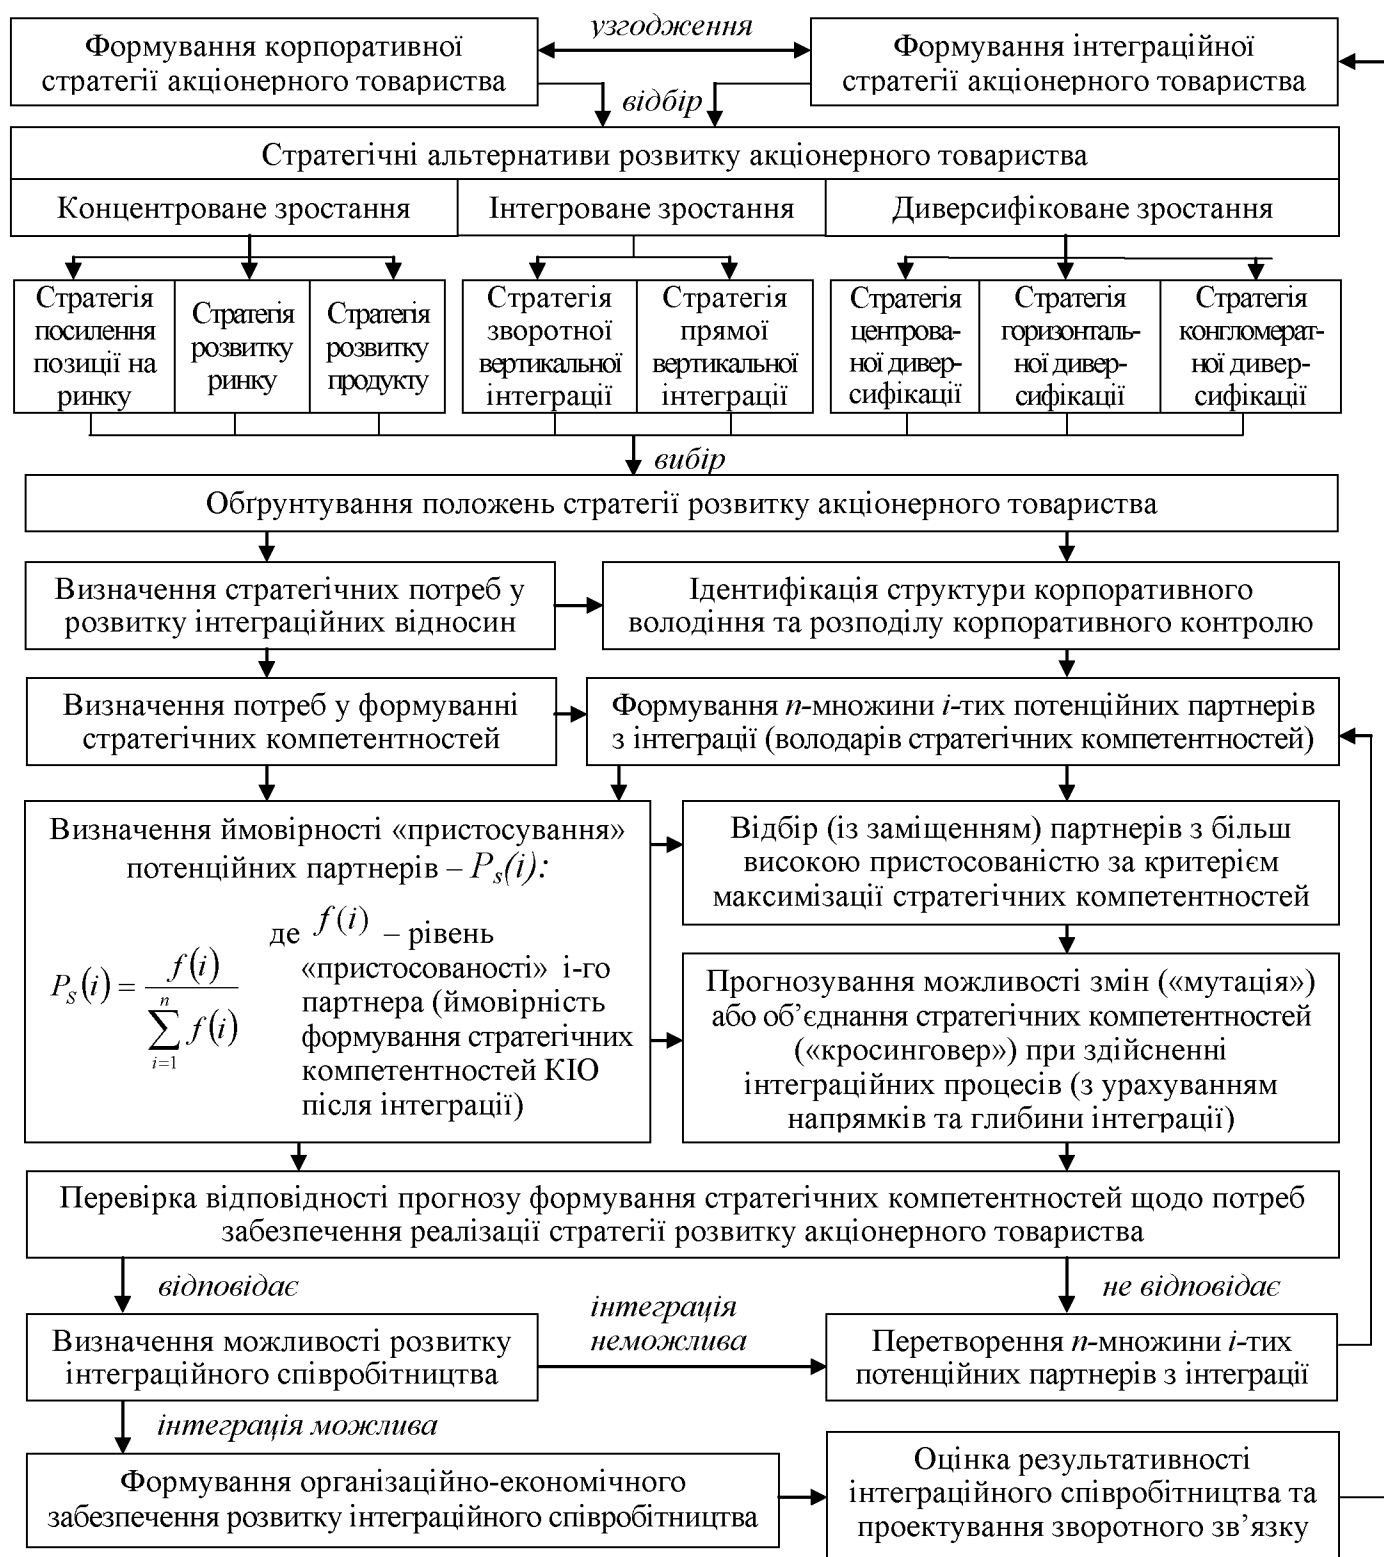 Формування корпоративної
стратегії акціонерного товариства
узгодження
Формування інтеграційної
стратегії акціонерного товариства
відбір
Стратегічні альтернативи розвитку акціонерного товариства
Концентроване зростання
Інтегроване зростання
Диверсифіковане зростання
Стратегія
посилення
позиції на
ринку
Стратегія
розвитку
ринку
Стратегія
розвитку
продукту
Стратегія
зворотної
вертикальної
інтеграції
Стратегія
прямої
вертикальної
інтеграції
Стратегія
центрова-
ної дивер-
сифікації
Стратегія
горизонталь-
ної дивер-
сифікації
Стратегія
конгломерат-
ної дивер-
сифікації
вибір
Обґрунтування положень стратегії розвитку акціонерного товариства
Визначення стратегічних потреб у
розвитку інтеграційних відносин
Ідентифікація структури корпоративного
володіння та розподілу корпоративного контролю
Визначення потреб у формуванні
стратегічних компетентностей
Формування n-множини i-тих потенційних партнерів
з інтеграції (володарів стратегічних компетентностей)
Визначення ймовірності «пристосування»
потенційних партнерів – P_s(i):
P_S(i) = f(i) / \sum_{i=1}^{n} f(i)
де f(i) – рівень
«пристосованості» і-го
партнера (ймовірність
формування стратегічних
компетентностей КІО
після інтеграції)
Відбір (із заміщенням) партнерів з більш
високою пристосованістю за критерієм
максимізації стратегічних компетентностей
Прогнозування можливості змін («мутація»)
або об’єднання стратегічних компетентностей
(«кросинговер») при здійсненні
інтеграційних процесів (з урахуванням
напрямків та глибини інтеграції)
Перевірка відповідності прогнозу формування стратегічних компетентностей щодо потреб
забезпечення реалізації стратегії розвитку акціонерного товариства
відповідає
не відповідає
Визначення можливості розвитку
інтеграційного співробітництва
інтеграція
неможлива
Перетворення n-множини i-тих
потенційних партнерів з інтеграції
інтеграція можлива
Формування організаційно-економічного
забезпечення розвитку інтеграційного співробітництва
Оцінка результативності
інтеграційного співробітництва та
проектування зворотного зв’язку